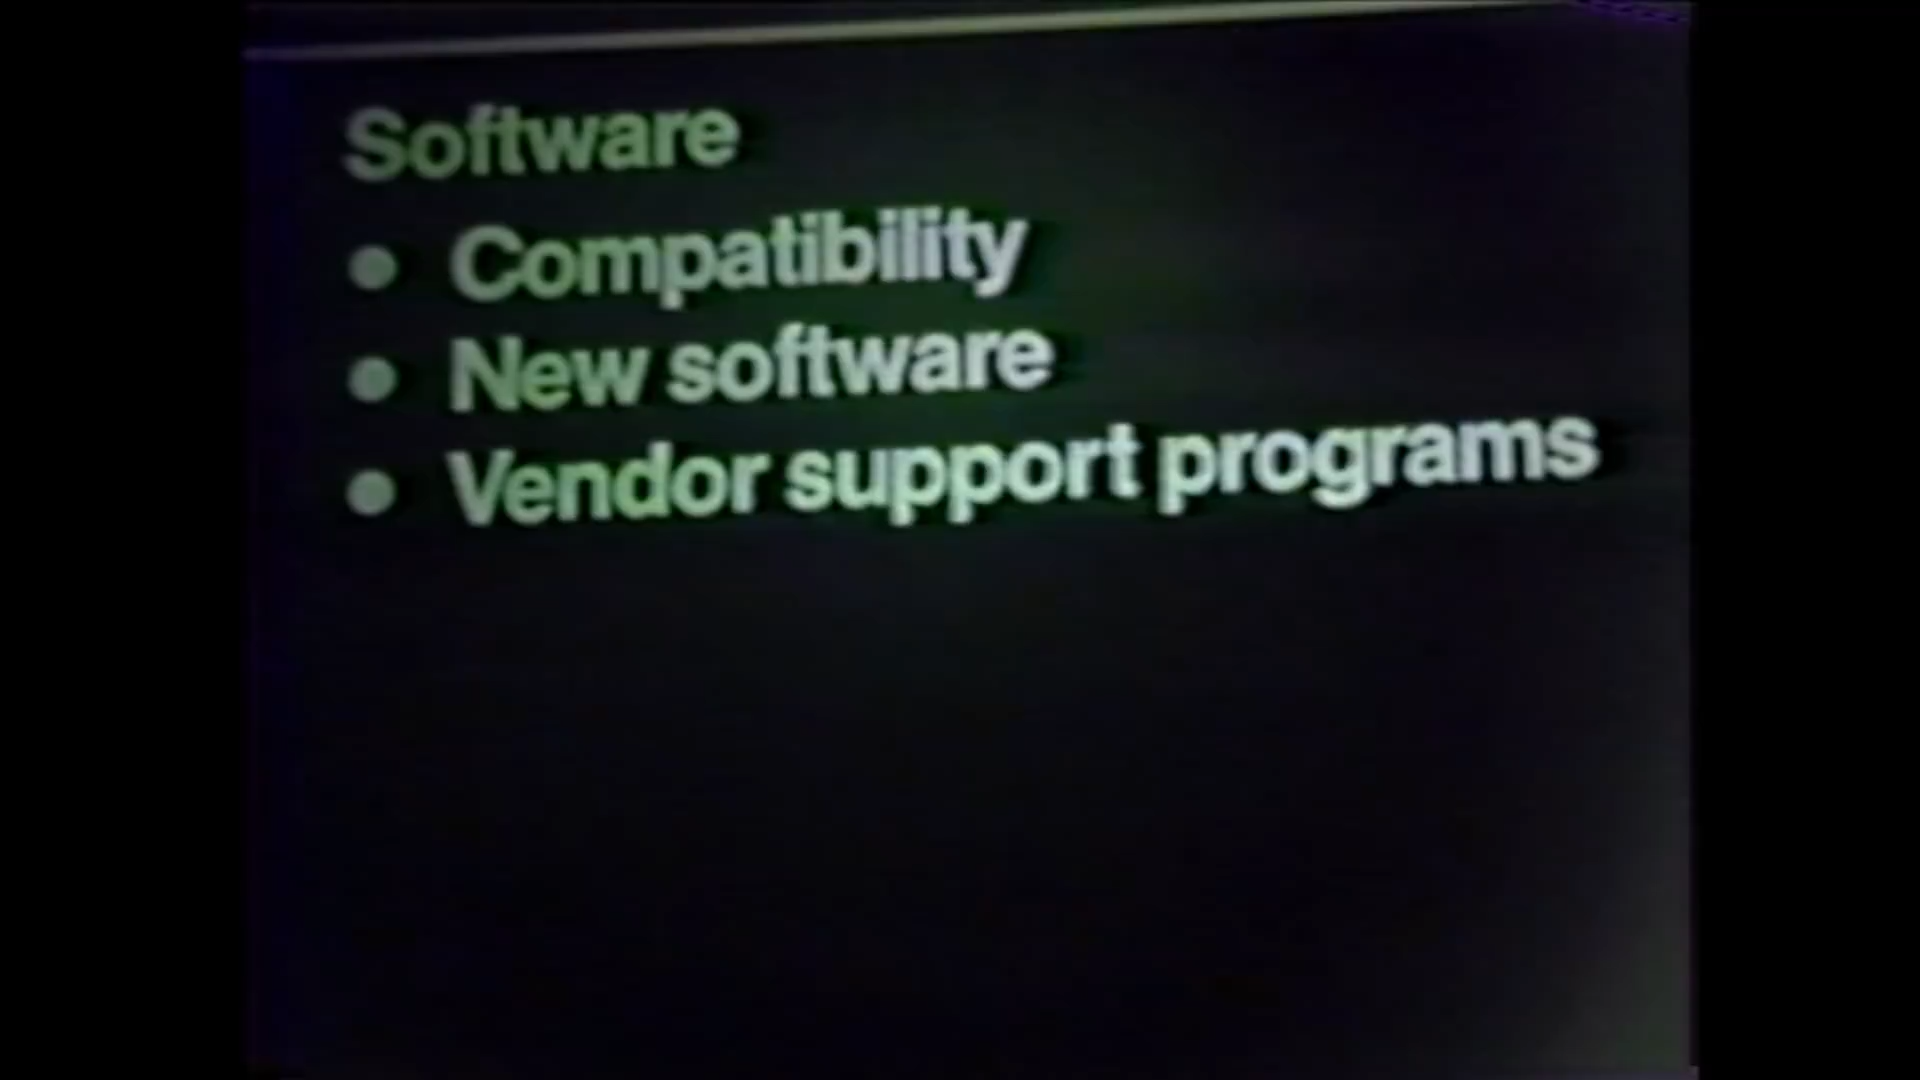 Software
• Compatibility
• New software
• Vendor support programs